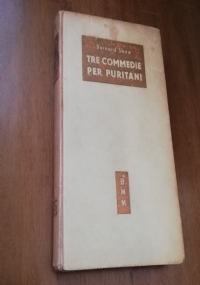 Bernard Shaw
TRE COMMEDIE
PER PURITANI
B
M
M